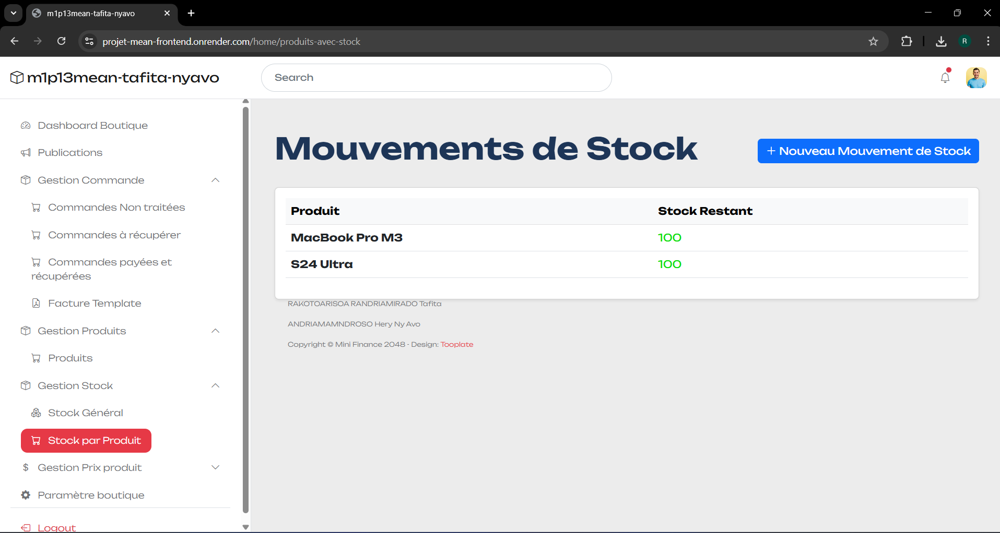 m1p13mean-tafita-nyavo
projet-mean-frontend.onrender.com/home/produits-avec-stock
R
m1p13mean-tafita-nyavo
Search
Dashboard Boutique
Publications
Gestion Commande
Commandes Non traitées
Commandes à récupérer
Commandes payées et
récupérées
Facture Template
Gestion Produits
Produits
Gestion Stock
Stock Général
Stock par Produit
$ Gestion Prix produit
Paramètre boutique
Logout
Mouvements de Stock
+ Nouveau Mouvement de Stock
Produit Stock Restant
MacBook Pro M3 100
S24 Ultra 100
RAKOTOARISOA RANDRIAMIRADO Tafita
ANDRIAMAMNDROSO Hery Ny Avo
Copyright © Mini Finance 2048 - Design: Tooplate